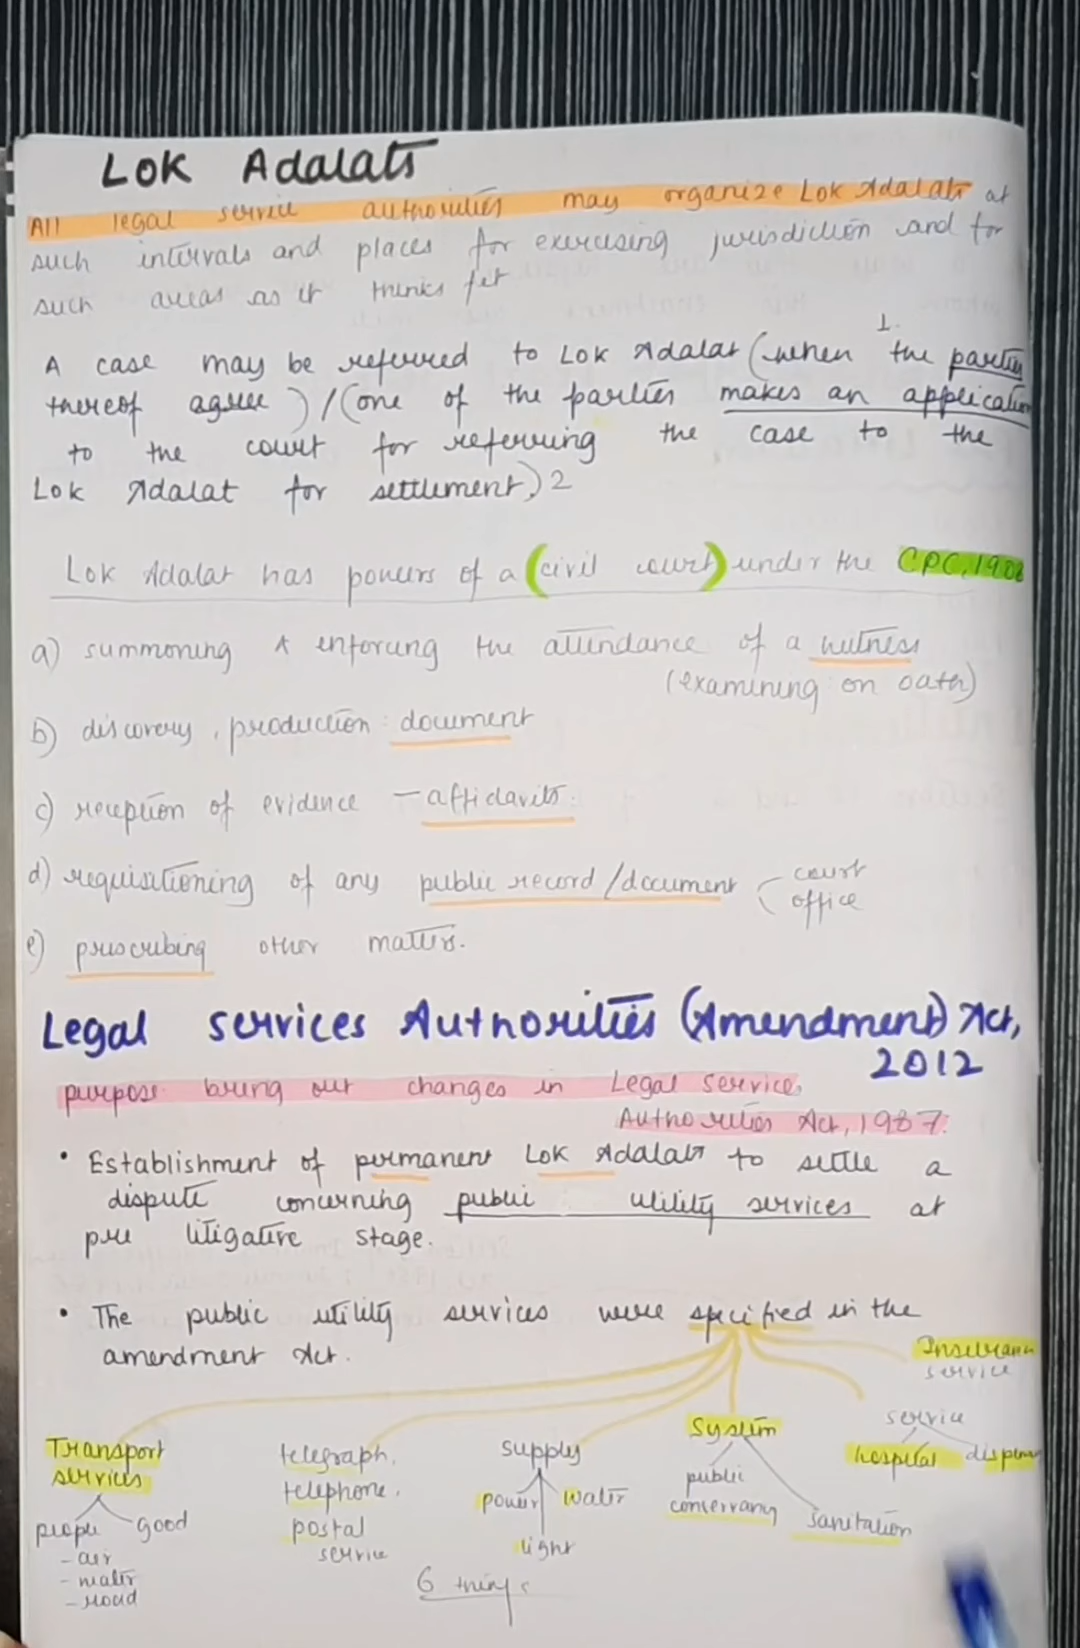 Lok Adalats
All legal service authorities may organize Lok Adalats at
such intervals and places for exercising jurisdiction and for
such areas as it thinks fit
1.
A case may be referred to Lok Adalat (when the parties
thereof agree) / (one of the parties makes an application
to the court for referring the case to the
Lok Adalat for settlement,) 2
Lok Adalat has powers of a (civil court) under the CPC, 1908
a) summoning & enforcing the attendance of a witness
(examining on oath)
b) discovery, production: document
c) reception of evidence - affidavits.
d) requisitioning of any public record / document court
office
e) prescribing other matters.
Legal Services Authorities (Amendment) Act,
2012
purpose bring out changes in Legal Services
Authorities Act, 1987.
• Establishment of permanent Lok Adalats to settle a
dispute concerning public utility services at
pre litigative stage.
• The public utility services were specified in the
amendment Act.
Insurance
service
Transport
services
people good
- air
- water
- road
telegraph,
telephone,
postal
service
supply
power water
light
System
public
conservancy
sanitation
service
hospital
6 things